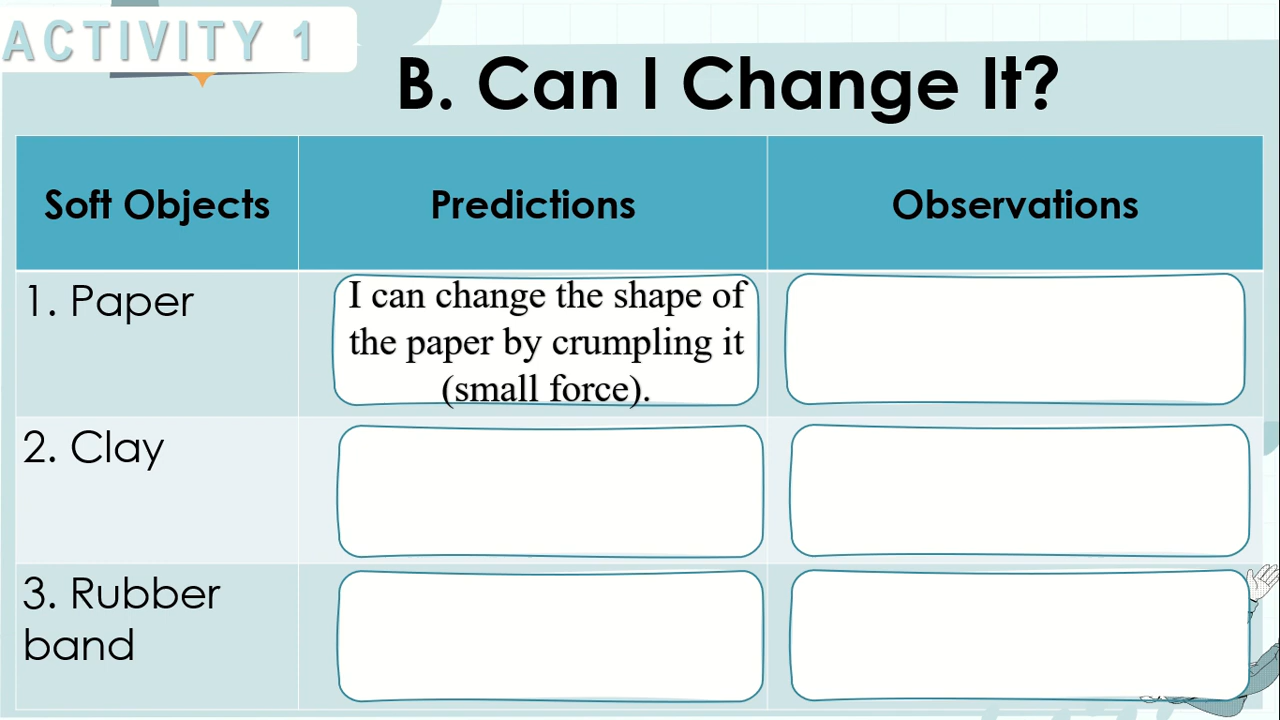 ACTIVITY 1
B. Can I Change It?
Soft Objects
Predictions
Observations
1. Paper
I can change the shape of
the paper by crumpling it
(small force).
2. Clay
3. Rubber
band